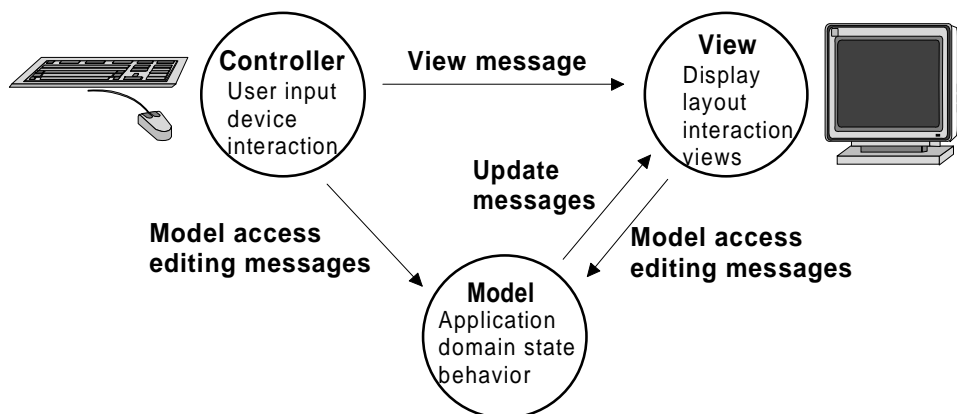 Controller
User input
device
interaction
View message
View
Display
layout
interaction
views
Update
messages
Model access
editing messages
Model access
editing messages
Model
Application
domain state
behavior